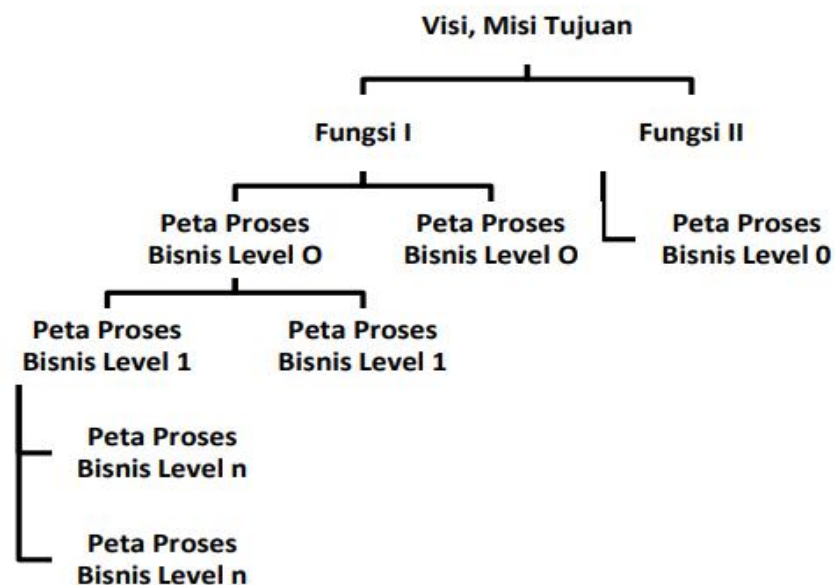 Visi, Misi Tujuan
Fungsi I
Fungsi II
Peta Proses
Bisnis Level O
Peta Proses
Bisnis Level O
Peta Proses
Bisnis Level 0
Peta Proses
Bisnis Level 1
Peta Proses
Bisnis Level 1
Peta Proses
Bisnis Level n
Peta Proses
Bisnis Level n